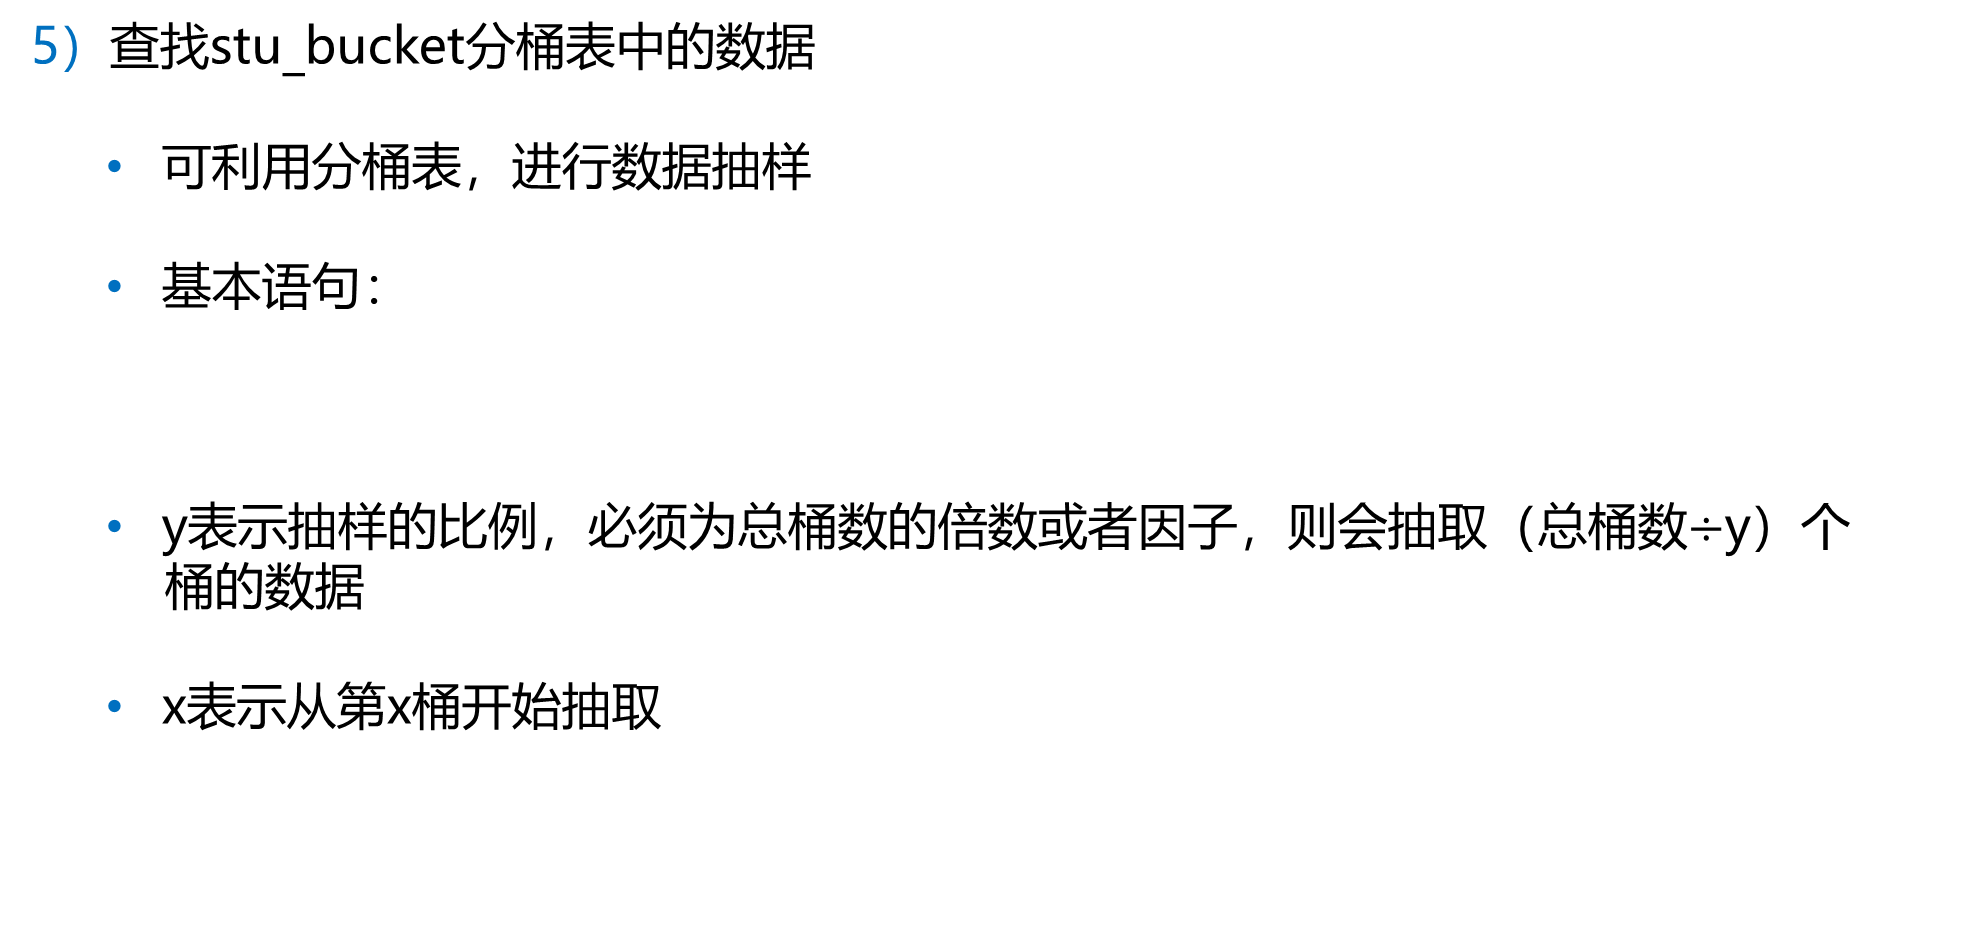 5）查找stu_bucket分桶表中的数据
• 可利用分桶表，进行数据抽样
• 基本语句：
• y表示抽样的比例，必须为总桶数的倍数或者因子，则会抽取（总桶数÷y）个
桶的数据
• x表示从第x桶开始抽取